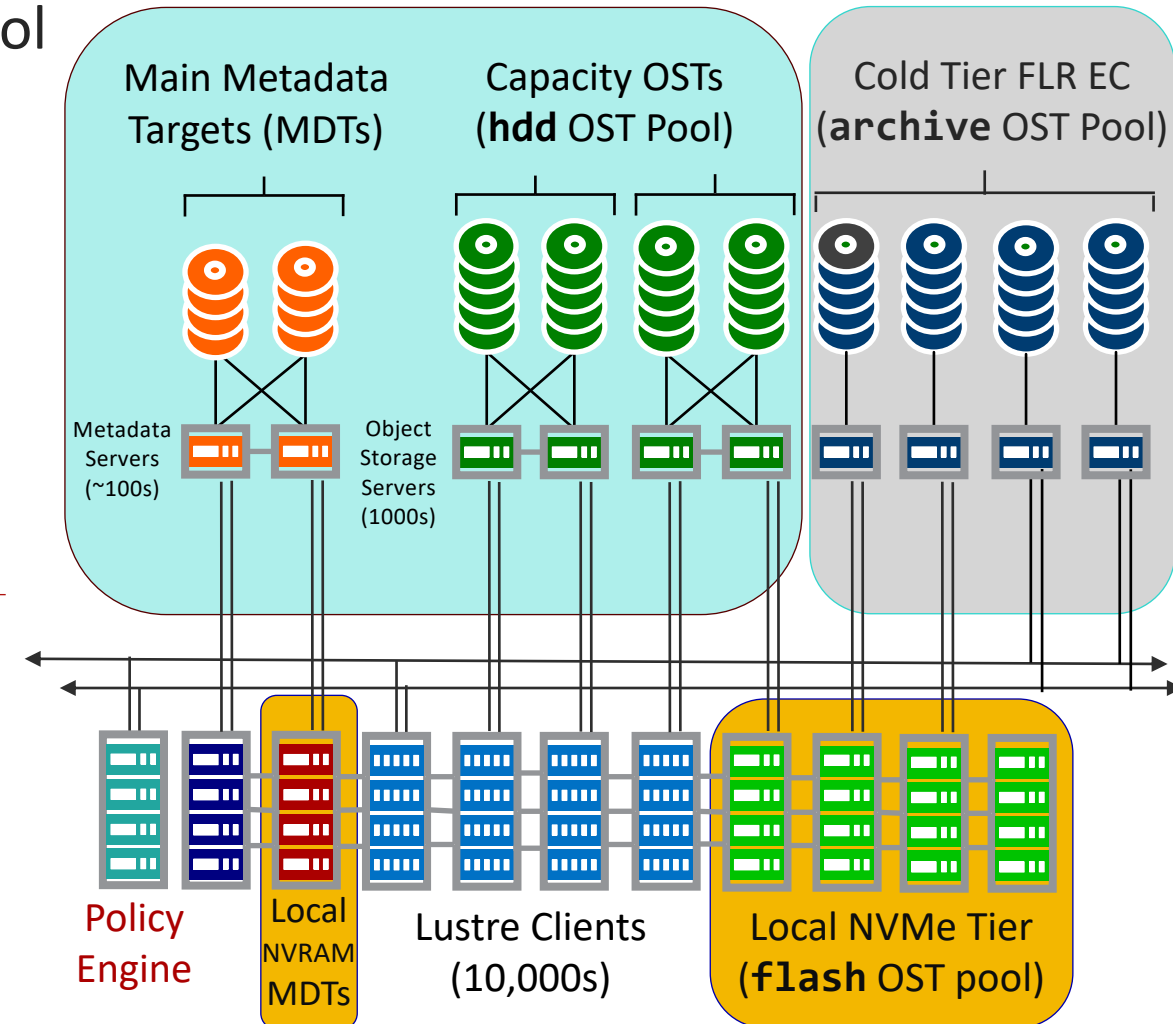 ol
Main Metadata
Targets (MDTs)
Capacity OSTs
(hdd OST Pool)
Cold Tier FLR EC
(archive OST Pool)
Metadata
Servers
(~100s)
Object
Storage
Servers
(1000s)
Policy
Engine
Local
NVRAM
MDTs
Lustre Clients
(10,000s)
Local NVMe Tier
(flash OST pool)